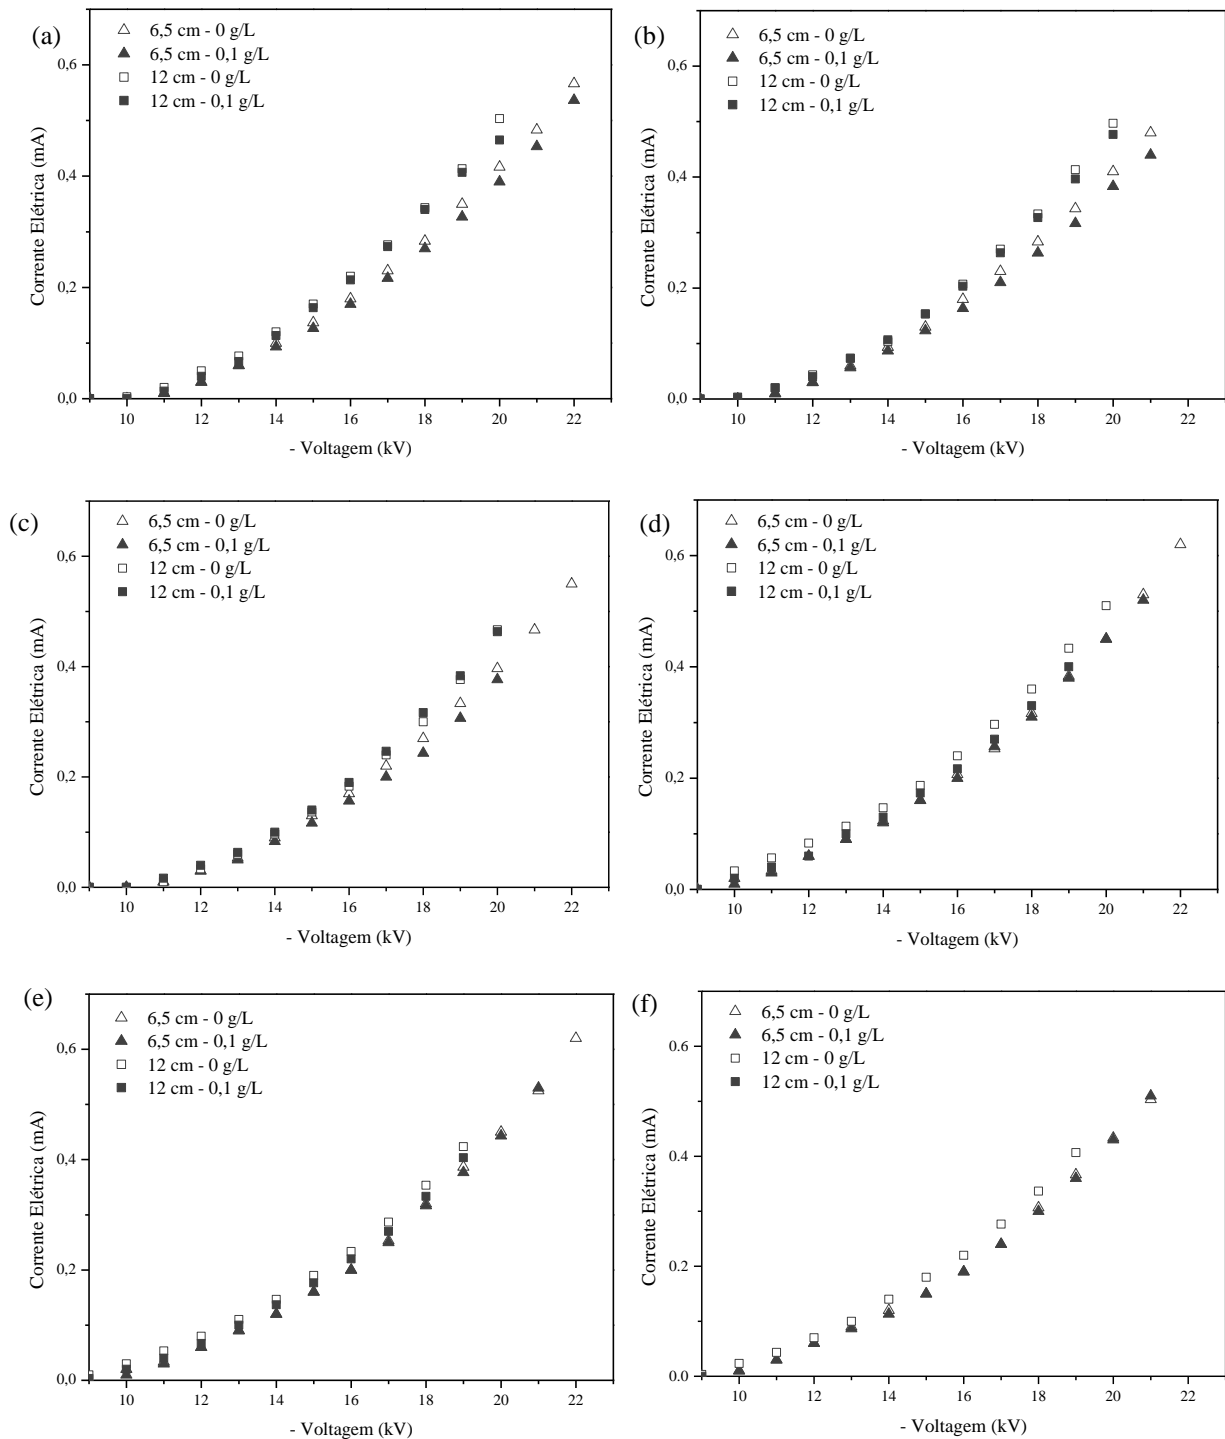 (a)
6,5 cm - 0 g/L
6,5 cm - 0,1 g/L
12 cm - 0 g/L
12 cm - 0,1 g/L
Corrente Elétrica (mA)
0,6
0,4
0,2
0,0
10 12 14 16 18 20 22
- Voltagem (kV)
(b)
6,5 cm - 0 g/L
6,5 cm - 0,1 g/L
12 cm - 0 g/L
12 cm - 0,1 g/L
Corrente Elétrica (mA)
0,6
0,4
0,2
0,0
10 12 14 16 18 20 22
- Voltagem (kV)
(c)
6,5 cm - 0 g/L
6,5 cm - 0,1 g/L
12 cm - 0 g/L
12 cm - 0,1 g/L
Corrente Elétrica (mA)
0,6
0,4
0,2
0,0
10 12 14 16 18 20 22
- Voltagem (kV)
(d)
6,5 cm - 0 g/L
6,5 cm - 0,1 g/L
12 cm - 0 g/L
12 cm - 0,1 g/L
Corrente Elétrica (mA)
0,6
0,4
0,2
0,0
10 12 14 16 18 20 22
- Voltagem (kV)
(e)
6,5 cm - 0 g/L
6,5 cm - 0,1 g/L
12 cm - 0 g/L
12 cm - 0,1 g/L
Corrente Elétrica (mA)
0,6
0,4
0,2
0,0
10 12 14 16 18 20 22
- Voltagem (kV)
(f)
6,5 cm - 0 g/L
6,5 cm - 0,1 g/L
12 cm - 0 g/L
12 cm - 0,1 g/L
Corrente Elétrica (mA)
0,6
0,4
0,2
0,0
10 12 14 16 18 20 22
- Voltagem (kV)